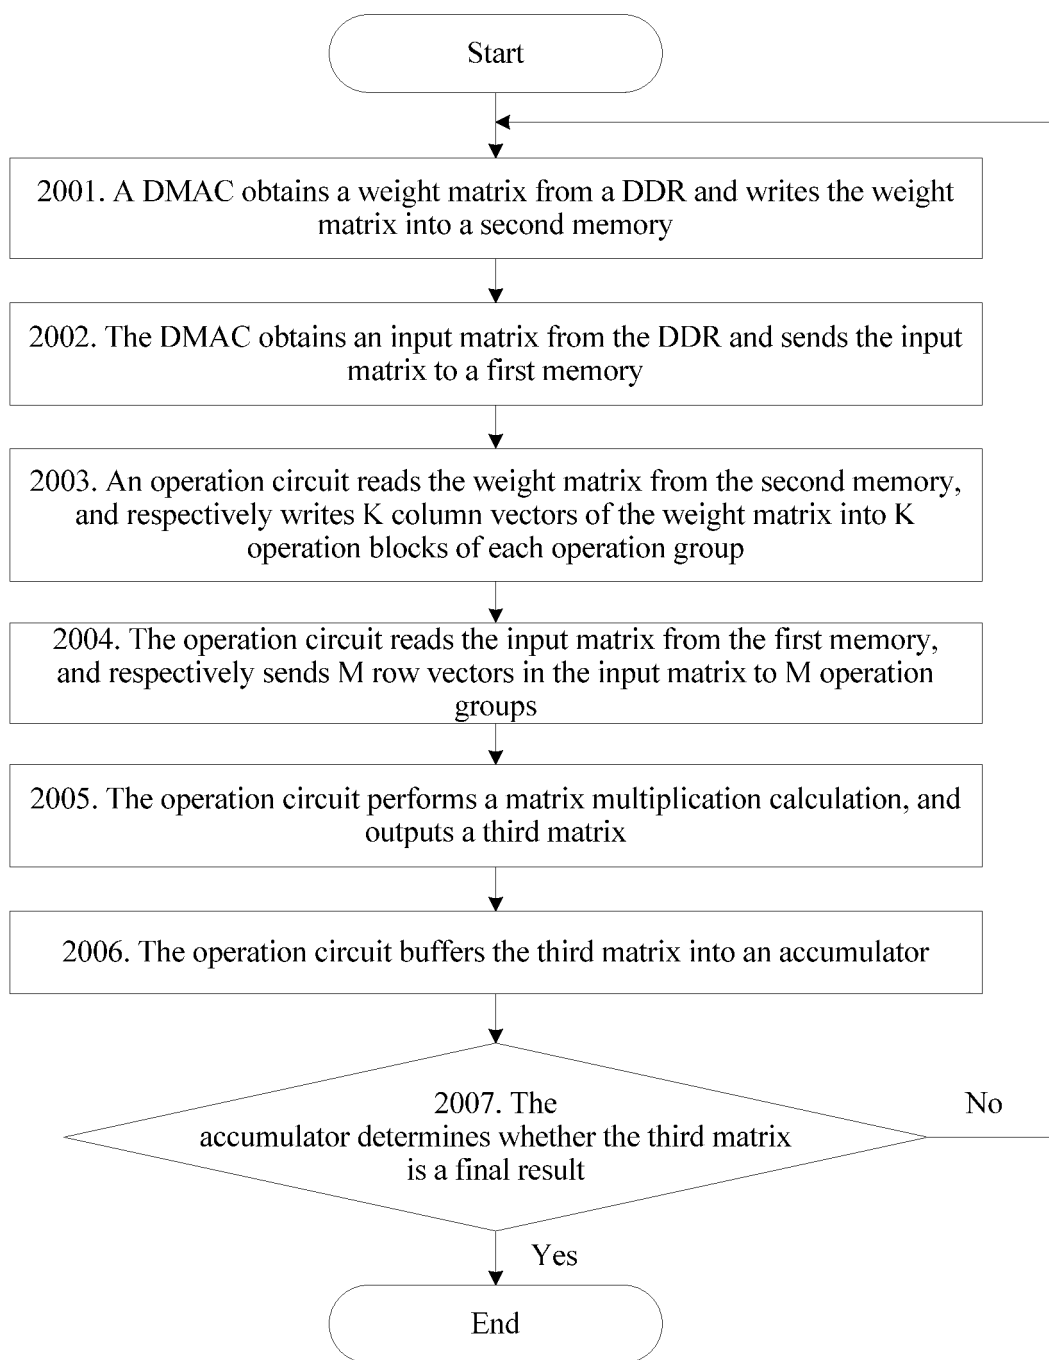 Start
2001. A DMAC obtains a weight matrix from a DDR and writes the weight
matrix into a second memory
2002. The DMAC obtains an input matrix from the DDR and sends the input
matrix to a first memory
2003. An operation circuit reads the weight matrix from the second memory,
and respectively writes K column vectors of the weight matrix into K
operation blocks of each operation group
2004. The operation circuit reads the input matrix from the first memory,
and respectively sends M row vectors in the input matrix to M operation
groups
2005. The operation circuit performs a matrix multiplication calculation, and
outputs a third matrix
2006. The operation circuit buffers the third matrix into an accumulator
2007. The
accumulator determines whether the third matrix
is a final result
No
Yes
End